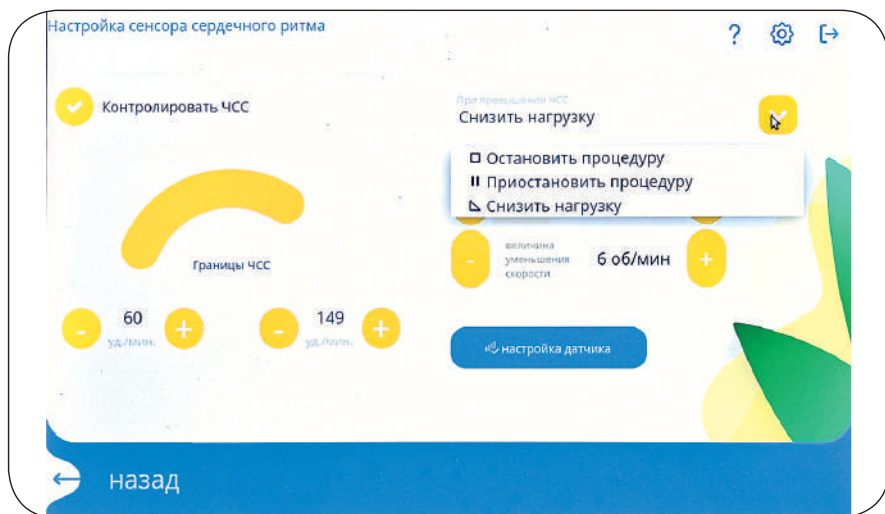 Настройка сенсора сердечного ритма
?
Контролировать ЧСС
При превышении ЧСС
Снизить нагрузку
Остановить процедуру
Приостановить процедуру
Снизить нагрузку
Границы ЧСС
-
величина
уменьшения
скорости
6 об/мин
+
-
60
уд./мин.
+
-
149
уд./мин.
+
настройка датчика
← назад